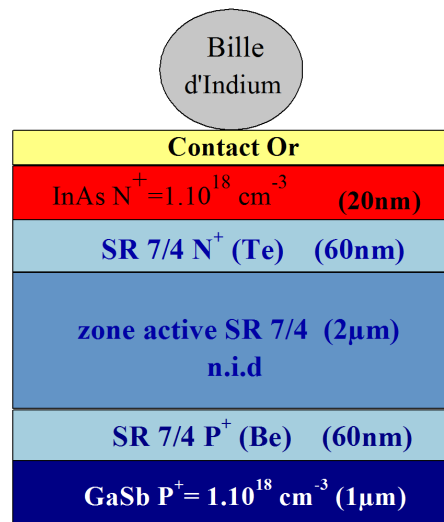 Bille
d'Indium
Contact Or
InAs N⁺=1.10¹⁸ cm⁻³ (20nm)
SR 7/4 N⁺ (Te) (60nm)
zone active SR 7/4 (2µm)
n.i.d
SR 7/4 P⁺ (Be) (60nm)
GaSb P⁺= 1.10¹⁸ cm⁻³ (1µm)